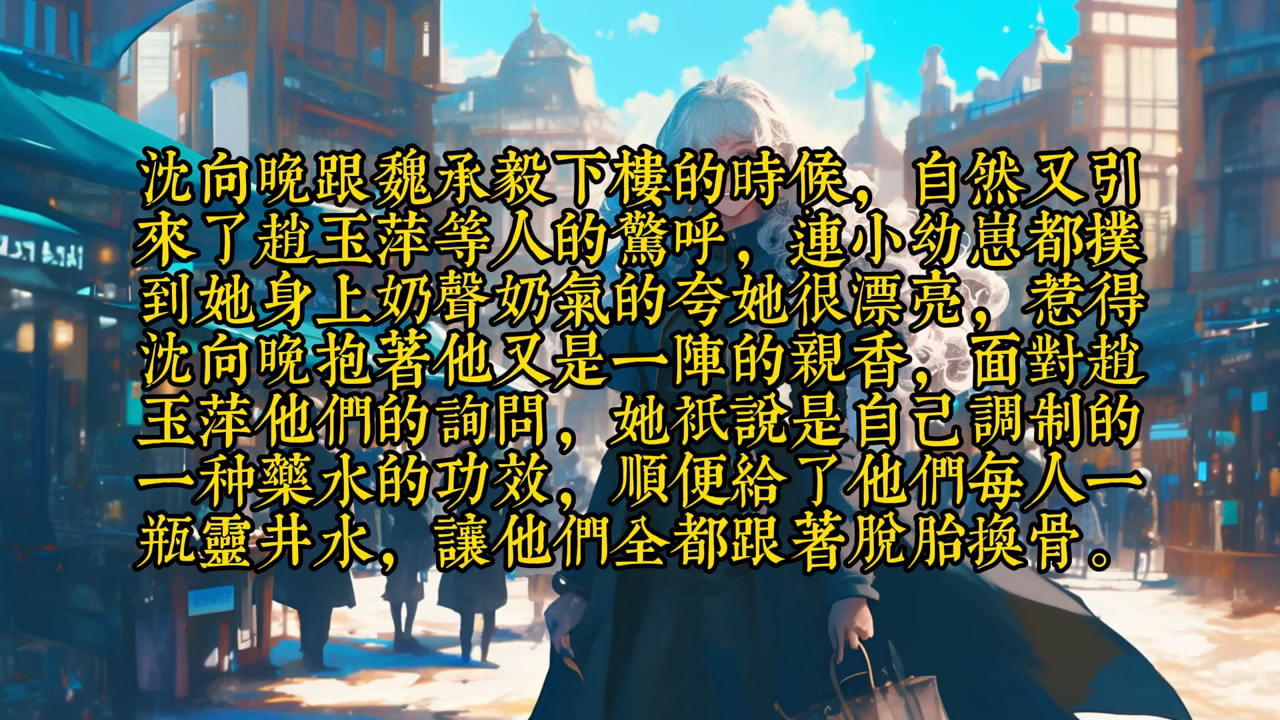 沈向晚跟魏承毅下樓的時候，自然又引
來了趙玉萍等人的驚呼，連小幼崽都撲
到她身上奶聲奶氣的夸她很漂亮，惹得
沈向晚抱著他又是一陣的親香，面對趙
玉萍他們的詢問，她祇說是自己調制的
一种藥水的功效，順便給了他們每人一
瓶靈井水，讓他們全都跟著脫胎換骨。